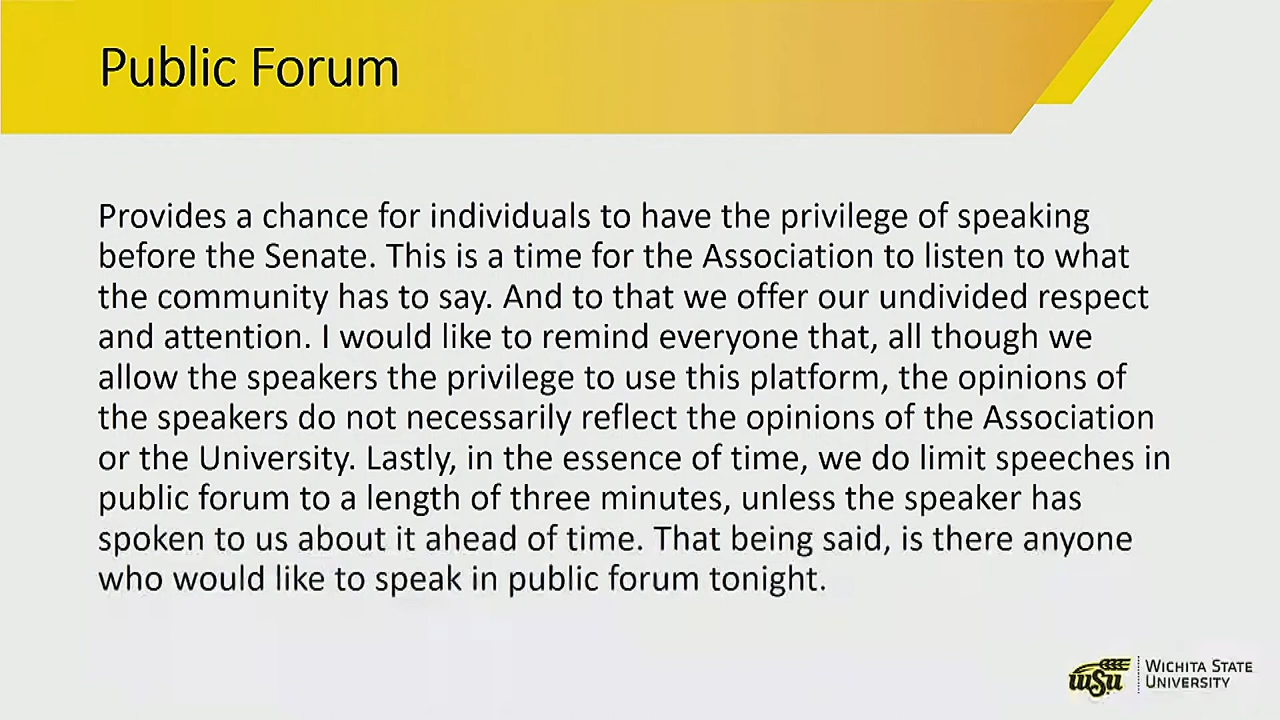 Public Forum
Provides a chance for individuals to have the privilege of speaking
before the Senate. This is a time for the Association to listen to what
the community has to say. And to that we offer our undivided respect
and attention. I would like to remind everyone that, all though we
allow the speakers the privilege to use this platform, the opinions of
the speakers do not necessarily reflect the opinions of the Association
or the University. Lastly, in the essence of time, we do limit speeches in
public forum to a length of three minutes, unless the speaker has
spoken to us about it ahead of time. That being said, is there anyone
who would like to speak in public forum tonight.
wsu
WICHITA STATE
UNIVERSITY